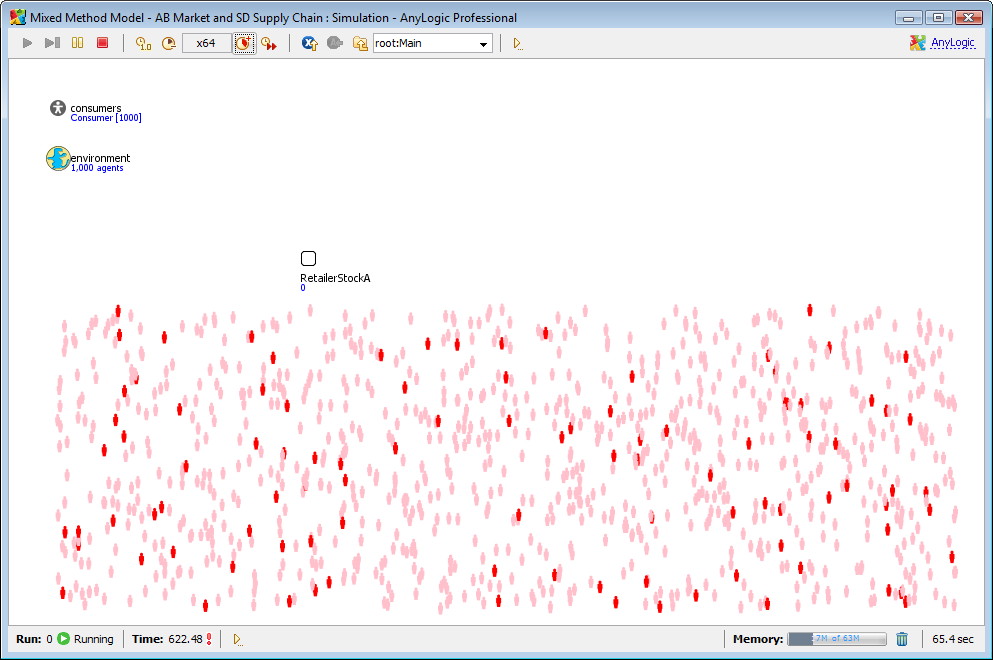 Mixed Method Model - AB Market and SD Supply Chain : Simulation - AnyLogic Professional
x64 root:Main AnyLogic
consumers
Consumer [1000]
environment
1,000 agents
RetailerStockA
0
Run: 0 Running Time: 622.48 Memory: 7M of 63M 65.4 sec